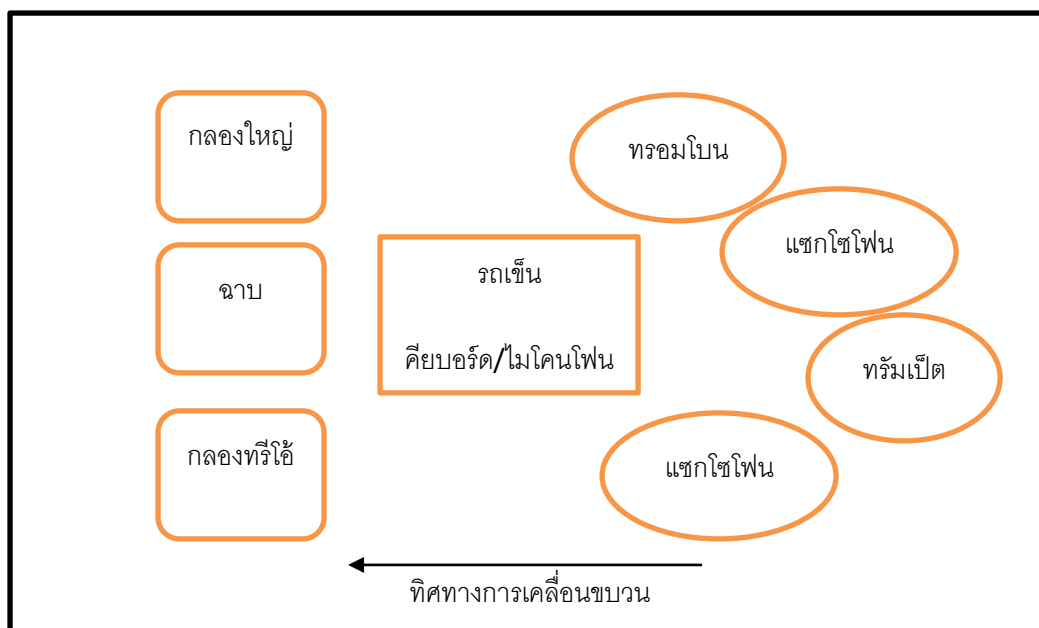 กลองใหญ่
ทรอมโบน
แซกโซโฟน
รถเข็น
ฉาบ
คียบอร์ด/ไมโคนโฟน
ทรัมเป็ต
กลองทรีโอ้
แซกโซโฟน
ทิศทางการเคลื่อนขบวน